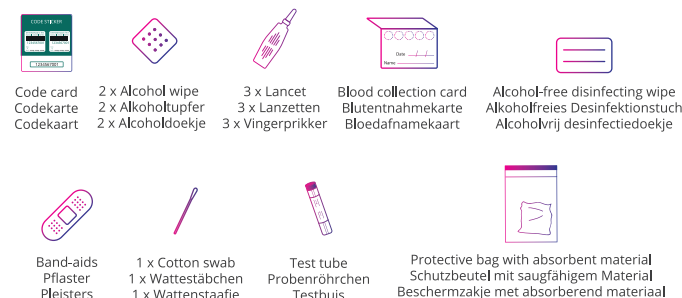 CODE STICKER
1234567001
Code card
Codekarte
Codekaart
2 x Alcohol wipe
2 x Alkoholtupfer
2 x Alcoholdoekje
3 x Lancet
3 x Lanzetten
3 x Vingerprikker
Date
Name
Blood collection card
Blutentnahmekarte
Bloedafnamekaart
Alcohol-free disinfecting wipe
Alkoholfreies Desinfektionstuch
Alcoholvrij desinfectiedoekje
Band-aids
Pflaster
Pleisters
1 x Cotton swab
1 x Wattestäbchen
1 x Wattenstaafje
Test tube
Probenröhrchen
Testbuis
Protective bag with absorbent material
Schutzbeutel mit saugfähigem Material
Beschermzakje met absorberend materiaal